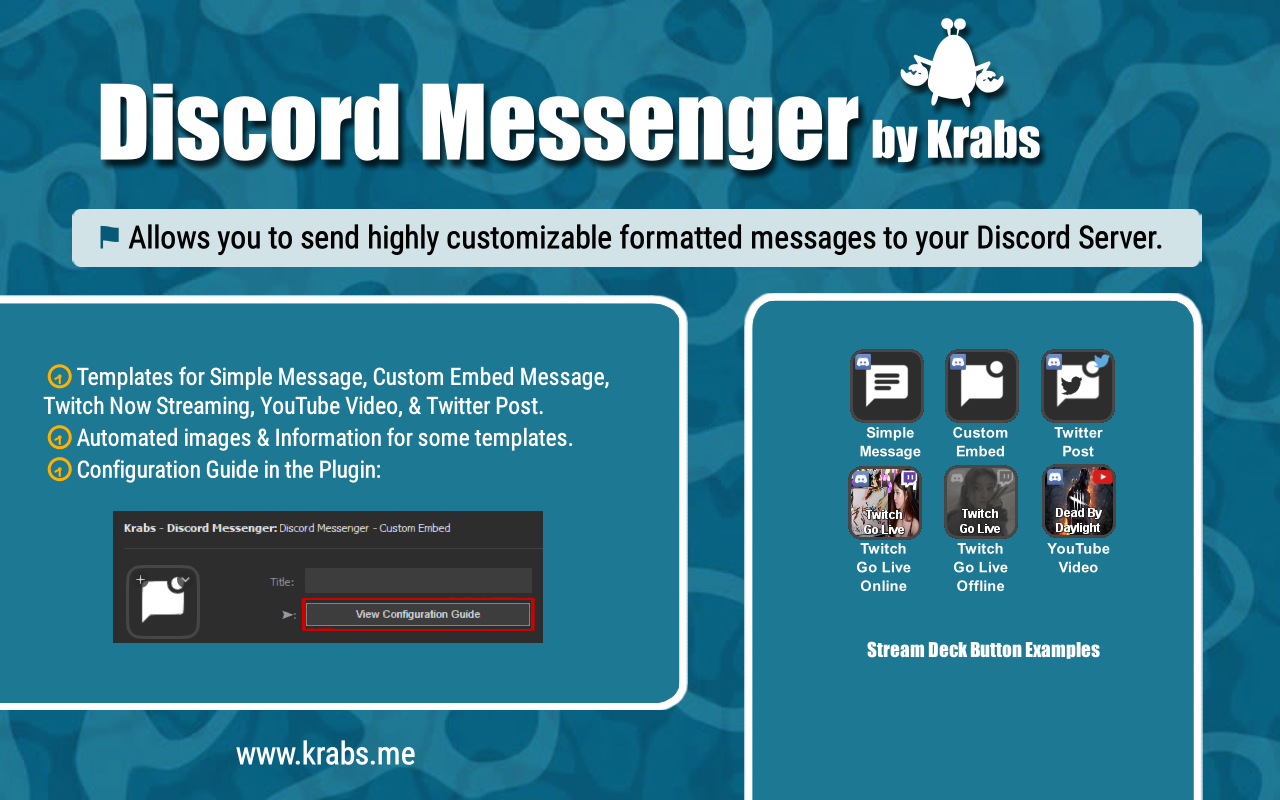 Discord Messenger by Krabs
Allows you to send highly customizable formatted messages to your Discord Server.
Templates for Simple Message, Custom Embed Message,
Twitch Now Streaming, YouTube Video, & Twitter Post.
Automated images & Information for some templates.
Configuration Guide in the Plugin:
Krabs - Discord Messenger: Discord Messenger - Custom Embed
Title:
View Configuration Guide
www.krabs.me
Simple
Message
Custom
Embed
Twitter
Post
Twitch
Go Live
Twitch
Go Live
Online
Twitch
Go Live
Twitch
Go Live
Offline
Dead By
Daylight
YouTube
Video
Stream Deck Button Examples